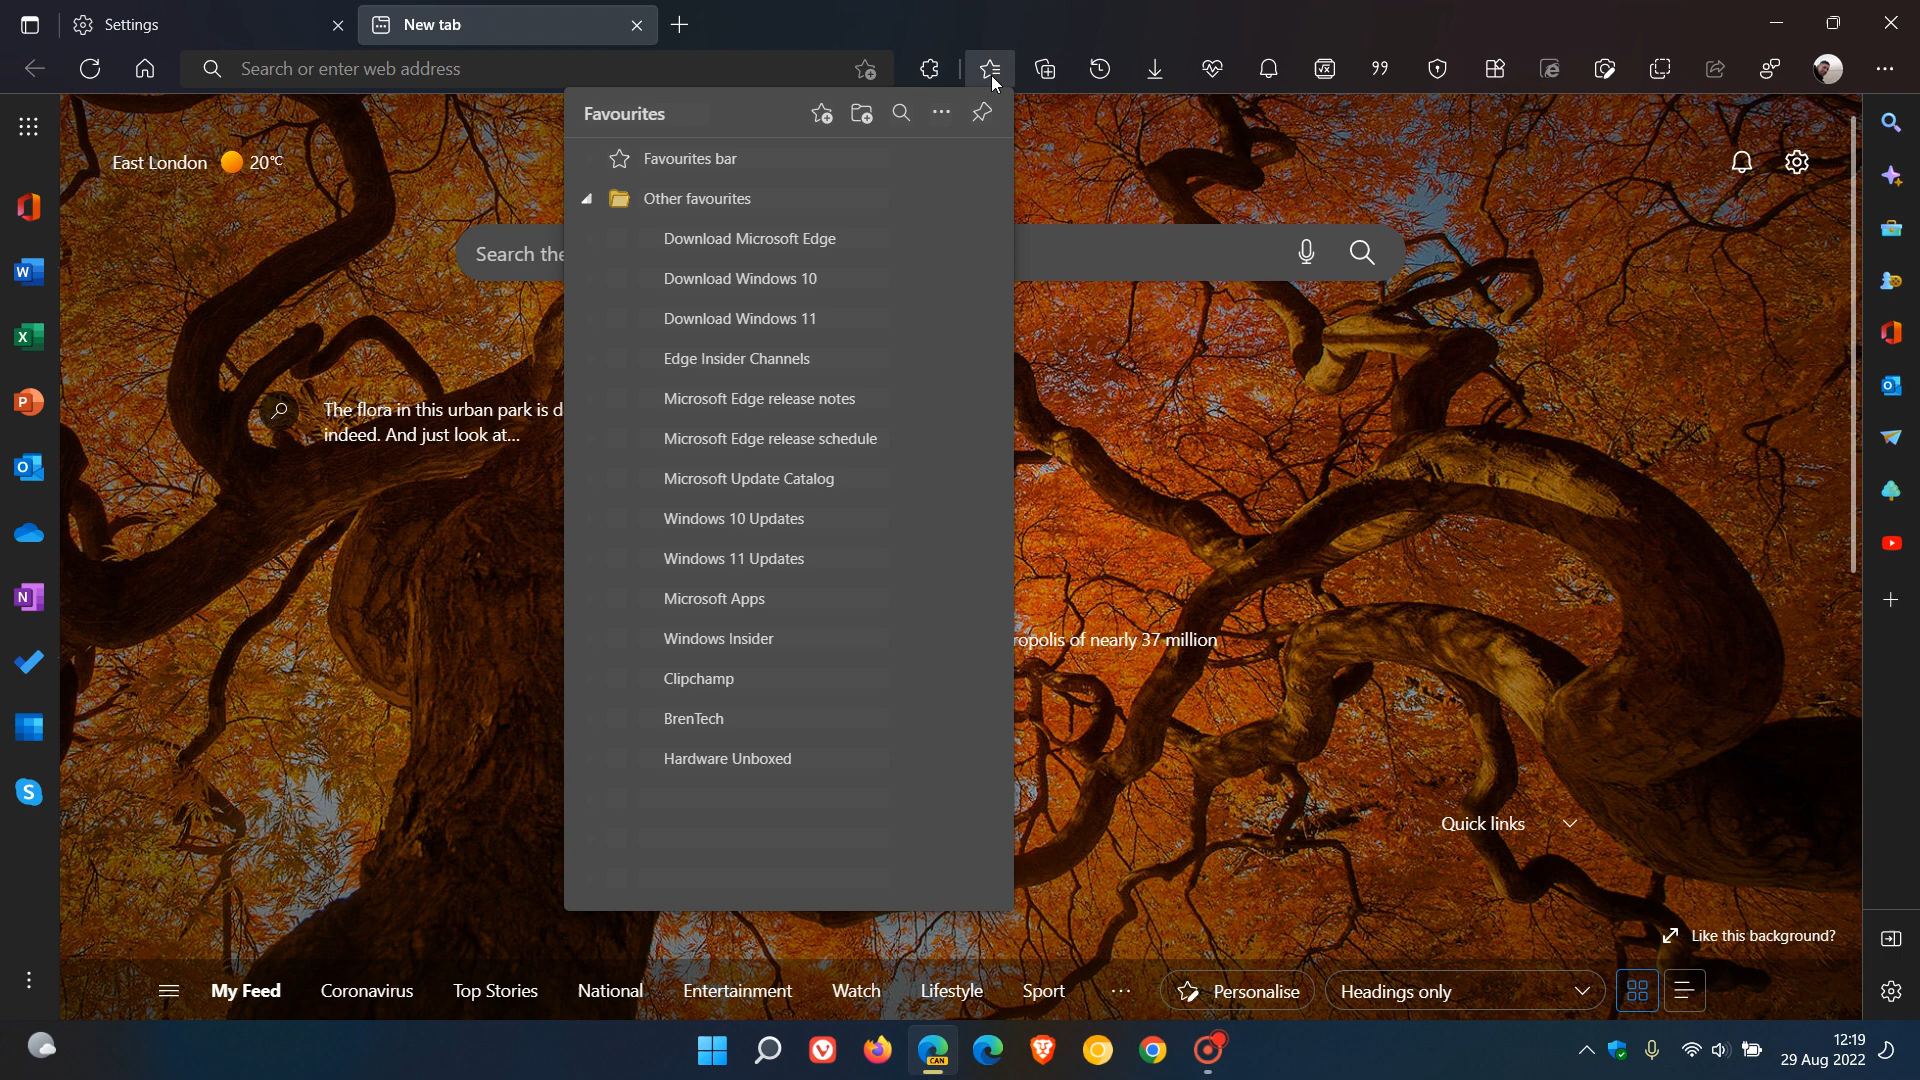 Settings
New tab
Search or enter web address
Favourites
Favourites bar
Other favourites
Download Microsoft Edge
Download Windows 10
Download Windows 11
Edge Insider Channels
Microsoft Edge release notes
Microsoft Edge release schedule
Microsoft Update Catalog
Windows 10 Updates
Windows 11 Updates
Microsoft Apps
Windows Insider
Clipchamp
BrenTech
Hardware Unboxed
East London 20°C
Search the
The flora in this urban park is d
indeed. And just look at...
ropolis of nearly 37 million
Quick links
Like this background?
My Feed Coronavirus Top Stories National Entertainment Watch Lifestyle Sport ... Personalise Headings only
CAN
12:19
29 Aug 2022